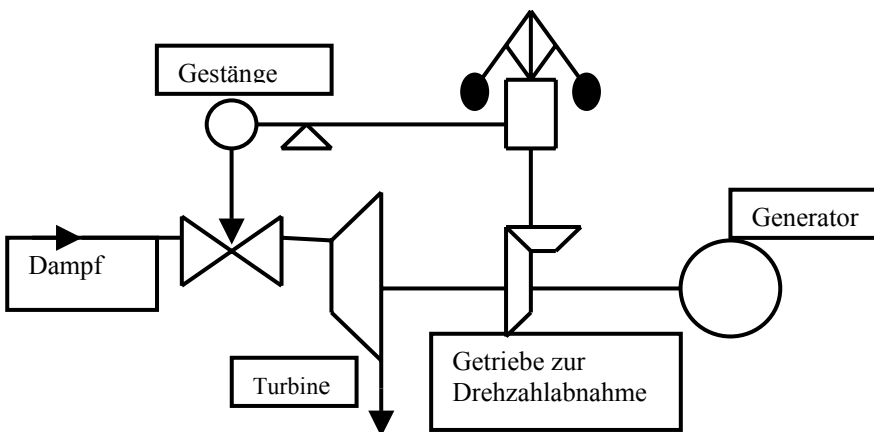 Gestänge
Generator
Dampf
Turbine
Getriebe zur
Drehzahlabnahme